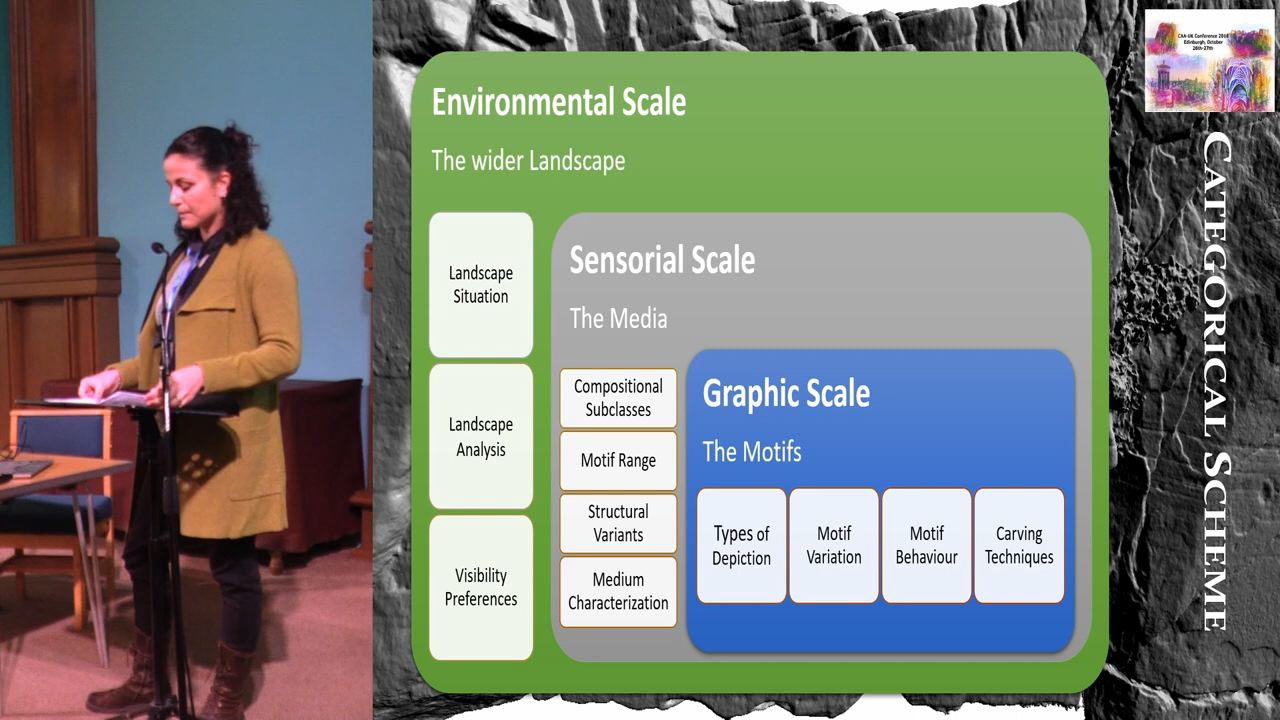 CAA-UK Conference 2018
Edinburgh, October
26th-27th
CATEGORICAL SCHEME
Environmental Scale
The wider Landscape
Landscape
Situation
Landscape
Analysis
Visibility
Preferences
Sensorial Scale
The Media
Compositional
Subclasses
Motif Range
Structural
Variants
Medium
Characterization
Graphic Scale
The Motifs
Types of
Depiction
Motif
Variation
Motif
Behaviour
Carving
Techniques